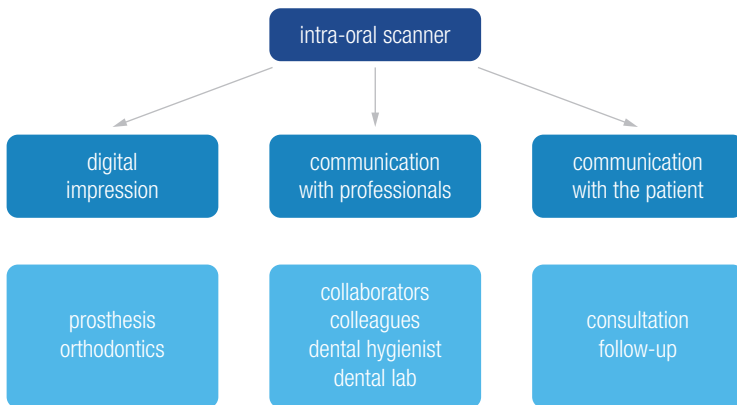 intra-oral scanner
digital
impression
communication
with professionals
communication
with the patient
prosthesis
orthodontics
collaborators
colleagues
dental hygienist
dental lab
consultation
follow-up